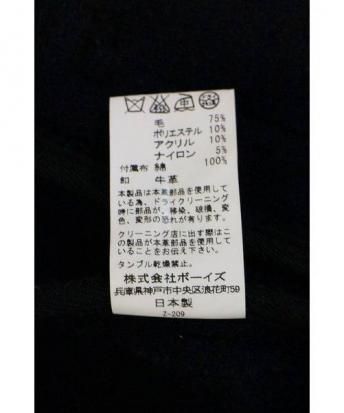 毛 75%
ポリエステル 10%
アクリル 10%
ナイロン 5%
付属布 綿 100%
釦 牛革
本製品は本革部品を使用して
いる為、ドライクリーニング
時に部品が、移染、破損、変
色、変形の恐れが有ります。
クリーニング店に出す際はこ
の製品が本革部品を使用して
いることをお伝え下さい。
タンブル乾燥禁止。
株式会社ボーイズ
兵庫県神戸市中央区浪花町59
日本製
Z-209